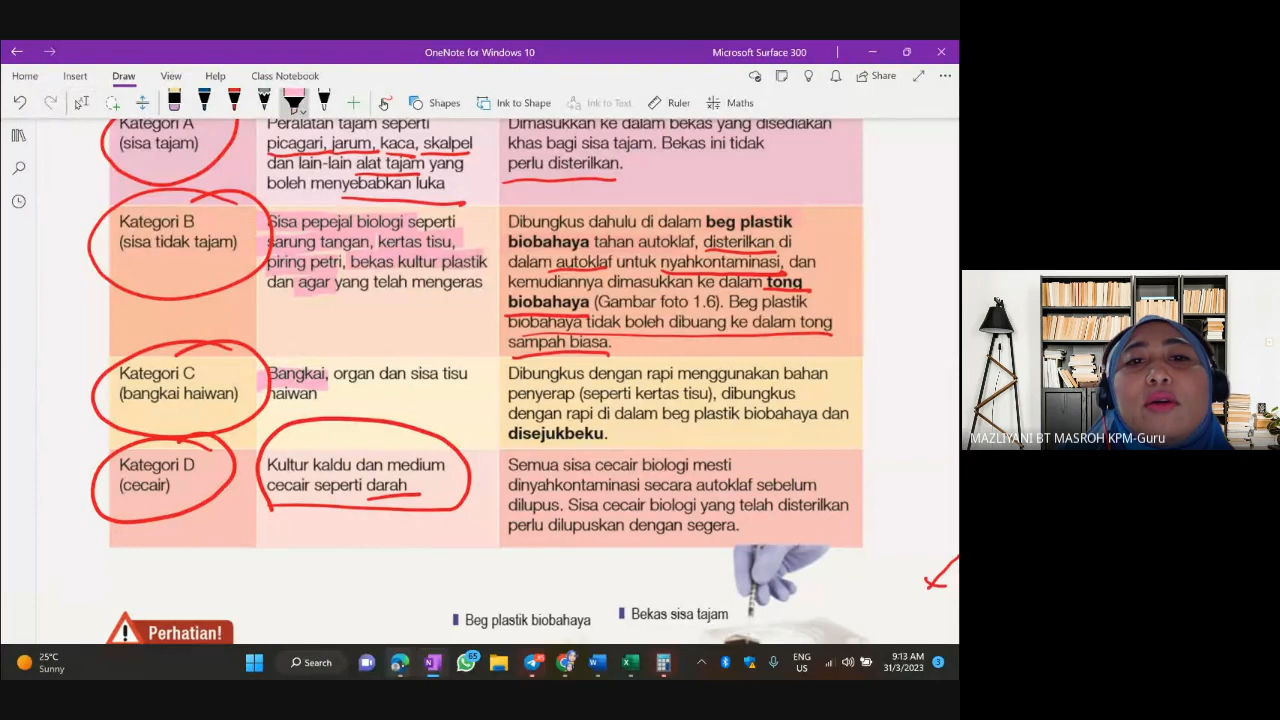 OneNote for Windows 10
Microsoft Surface 300
Home Insert Draw View Help Class Notebook
Share
Shapes
Ink to Shape
Ink to Text
Ruler
Maths
Kategori A
(sisa tajam)
Peralatan tajam seperti
picagari, jarum, kaca, skalpel
dan lain-lain alat tajam yang
boleh menyebabkan luka
Dimasukkan ke dalam bekas yang disediakan
khas bagi sisa tajam. Bekas ini tidak
perlu disterilkan.
Kategori B
(sisa tidak tajam)
Sisa pepejal biologi seperti
sarung tangan, kertas tisu,
piring petri, bekas kultur plastik
dan agar yang telah mengeras
Dibungkus dahulu di dalam beg plastik
biobahaya tahan autoklaf, disterilkan di
dalam autoklaf untuk nyahkontaminasi, dan
kemudiannya dimasukkan ke dalam tong
biobahaya (Gambar foto 1.6). Beg plastik
biobahaya tidak boleh dibuang ke dalam tong
sampah biasa.
Kategori C
(bangkai haiwan)
Bangkai, organ dan sisa tisu
haiwan
Dibungkus dengan rapi menggunakan bahan
penyerap (seperti kertas tisu), dibungkus
dengan rapi di dalam beg plastik biobahaya dan
disejukbeku.
Kategori D
(cecair)
Kultur kaldu dan medium
cecair seperti darah
Semua sisa cecair biologi mesti
dinyahkontaminasi secara autoklaf sebelum
dilupus. Sisa cecair biologi yang telah disterilkan
perlu dilupuskan dengan segera.
Beg plastik biobahaya
Bekas sisa tajam
Perhatian!
MAZLIYANI BT MASROH KPM-Guru
25°C
Sunny
Search
65
ENG
US
9:13 AM
31/3/2023
3